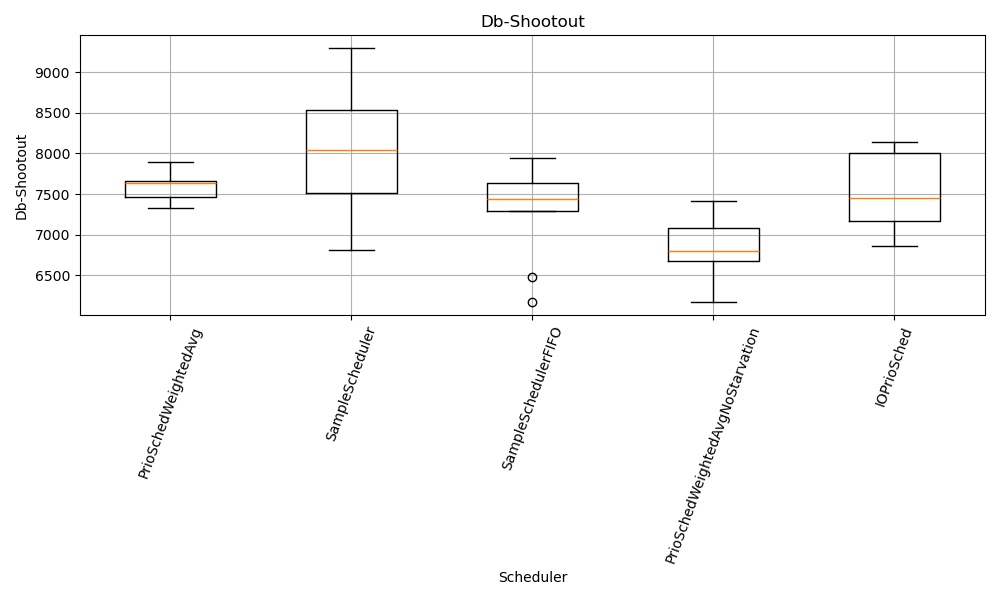 Db-Shootout
Db-Shootout
9000
8500
8000
7500
7000
6500
PrioSchedWeightedAvg
SampleScheduler
SampleSchedulerFIFO
PrioSchedWeightedAvgNoStarvation
IOPrioSched
Scheduler